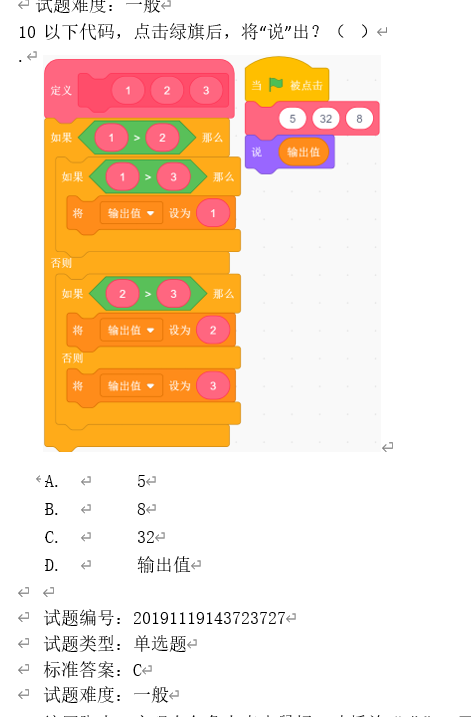 试题难度：一般
10 以下代码，点击绿旗后，将“说”出？（ ）
.
定义 1 2 3
如果 1 > 2 那么
如果 1 > 3 那么
将 输出值 设为 1
否则
如果 2 > 3 那么
将 输出值 设为 2
否则
将 输出值 设为 3
当 被点击
5 32 8
说 输出值
A. 5
B. 8
C. 32
D. 输出值
试题编号：20191119143723727
试题类型：单选题
标准答案：C
试题难度：一般